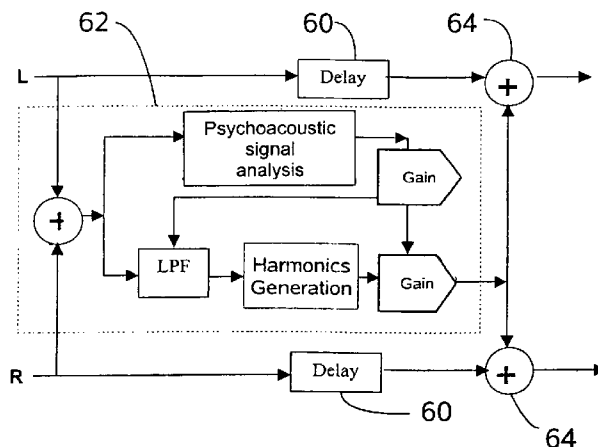 62
60
64
L
Delay
+
Psychoacoustic
signal
analysis
Gain
+
LPF
Harmonics
Generation
Gain
R
Delay
+
60
64